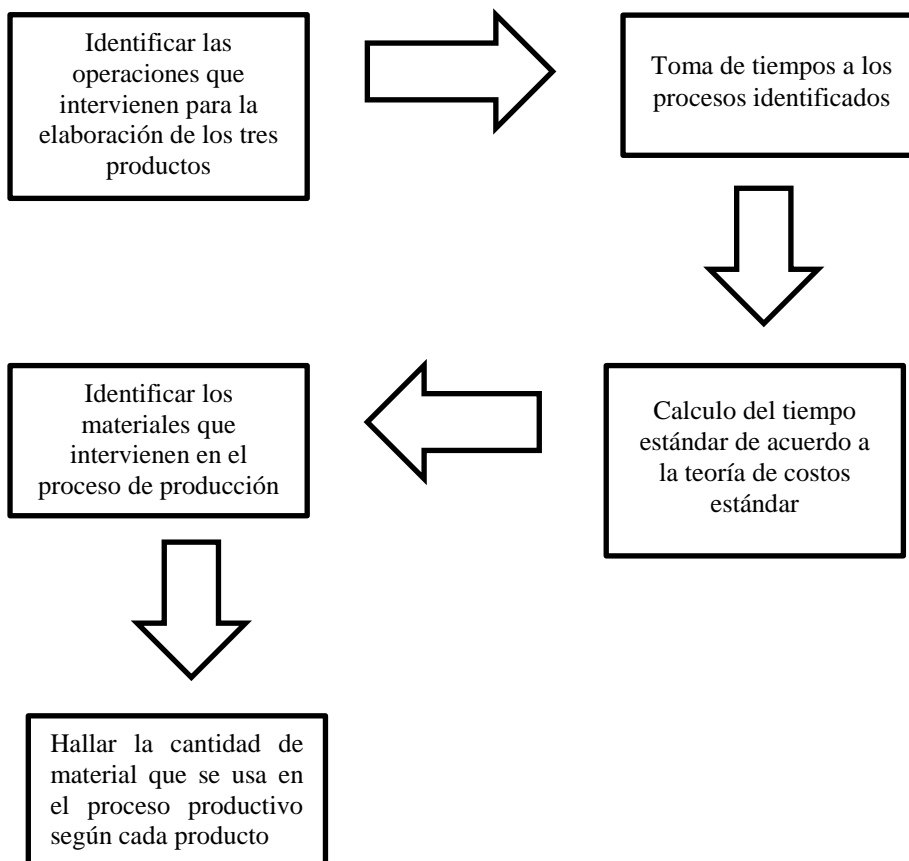 Identificar las
operaciones que
intervienen para la
elaboración de los tres
productos
Toma de tiempos a los
procesos identificados
Calculo del tiempo
estándar de acuerdo a
la teoría de costos
estándar
Identificar los
materiales que
intervienen en el
proceso de producción
Hallar la cantidad de
material que se usa en
el proceso productivo
según cada producto